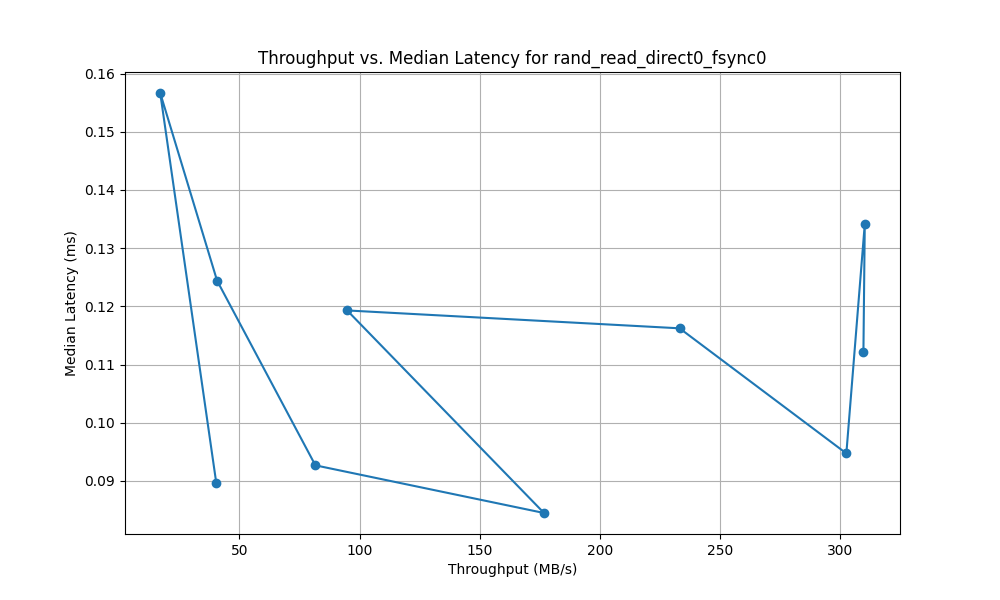 Throughput vs. Median Latency for rand_read_direct0_fsync0
0.16
0.15
0.14
0.13
0.12
0.11
0.10
0.09
Median Latency (ms)
50 100 150 200 250 300
Throughput (MB/s)